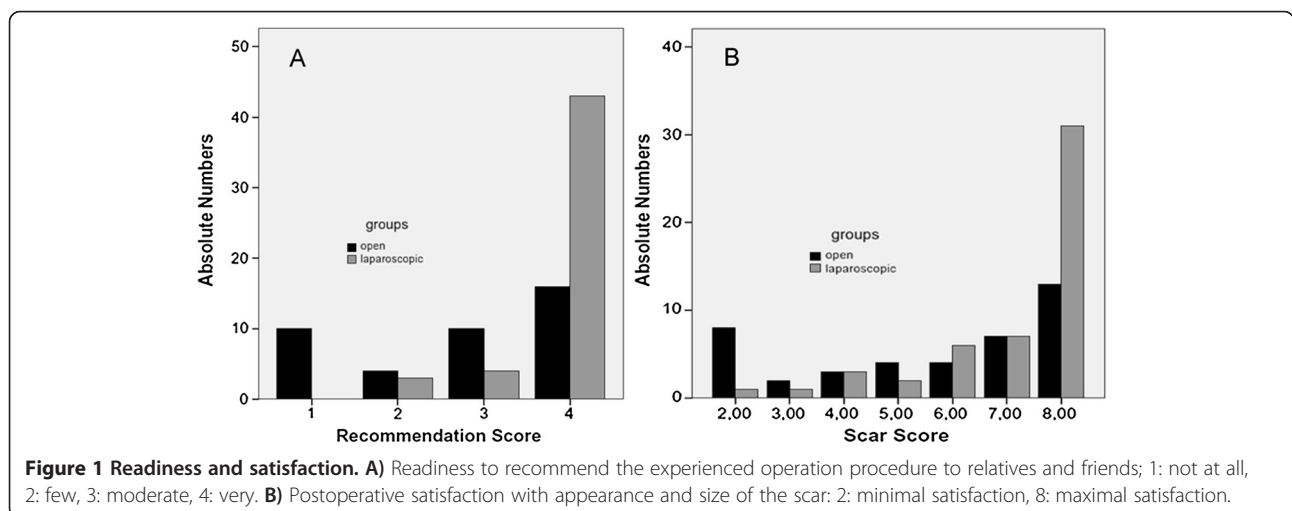 A
50
40
30
20
10
0
Absolute Numbers
groups
open
laparoscopic
1 2 3 4
Recommendation Score
B
40
30
20
10
0
Absolute Numbers
groups
open
laparoscopic
2,00 3,00 4,00 5,00 6,00 7,00 8,00
Scar Score
Figure 1 Readiness and satisfaction. A) Readiness to recommend the experienced operation procedure to relatives and friends; 1: not at all,
2: few, 3: moderate, 4: very. B) Postoperative satisfaction with appearance and size of the scar: 2: minimal satisfaction, 8: maximal satisfaction.